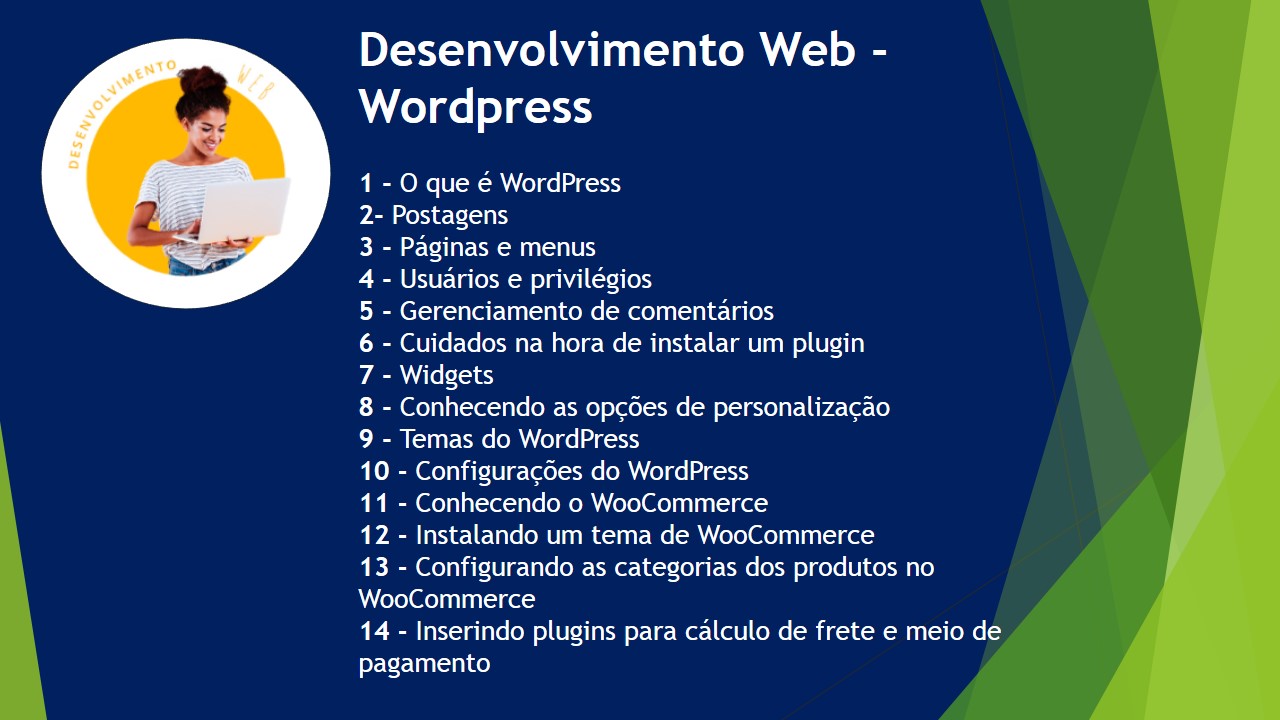 DESENVOLVIMENTO WEB
Desenvolvimento Web -
Wordpress
1 - O que é WordPress
2- Postagens
3 - Páginas e menus
4 - Usuários e privilégios
5 - Gerenciamento de comentários
6 - Cuidados na hora de instalar um plugin
7 - Widgets
8 - Conhecendo as opções de personalização
9 - Temas do WordPress
10 - Configurações do WordPress
11 - Conhecendo o WooCommerce
12 - Instalando um tema de WooCommerce
13 - Configurando as categorias dos produtos no
WooCommerce
14 - Inserindo plugins para cálculo de frete e meio de
pagamento